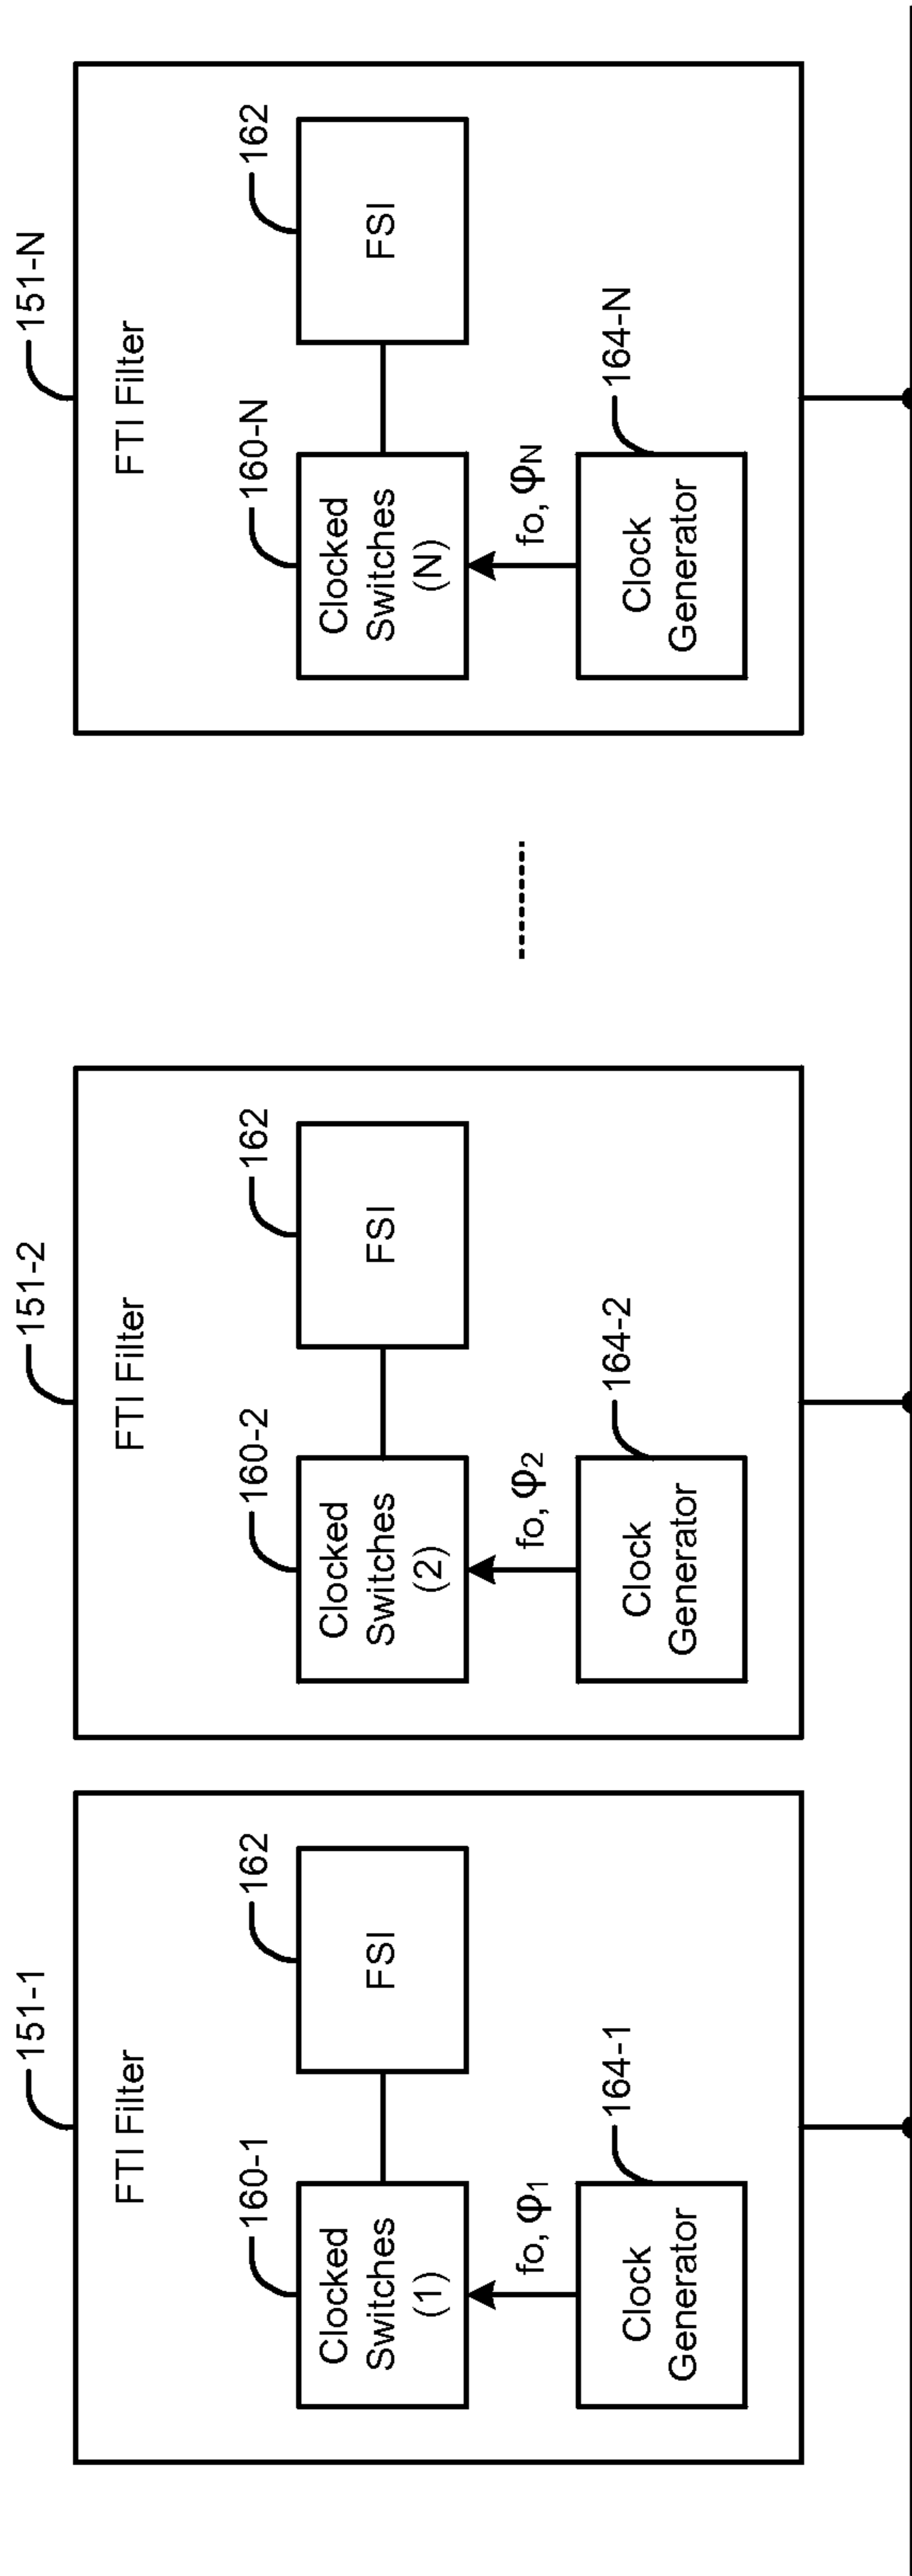 151-1
FTI Filter
160-1
162
Clocked
Switches
(1)
FSI
fo, φ1
164-1
Clock
Generator
151-2
FTI Filter
160-2
162
Clocked
Switches
(2)
FSI
fo, φ2
164-2
Clock
Generator
151-N
FTI Filter
160-N
162
Clocked
Switches
(N)
FSI
fo, φN
164-N
Clock
Generator